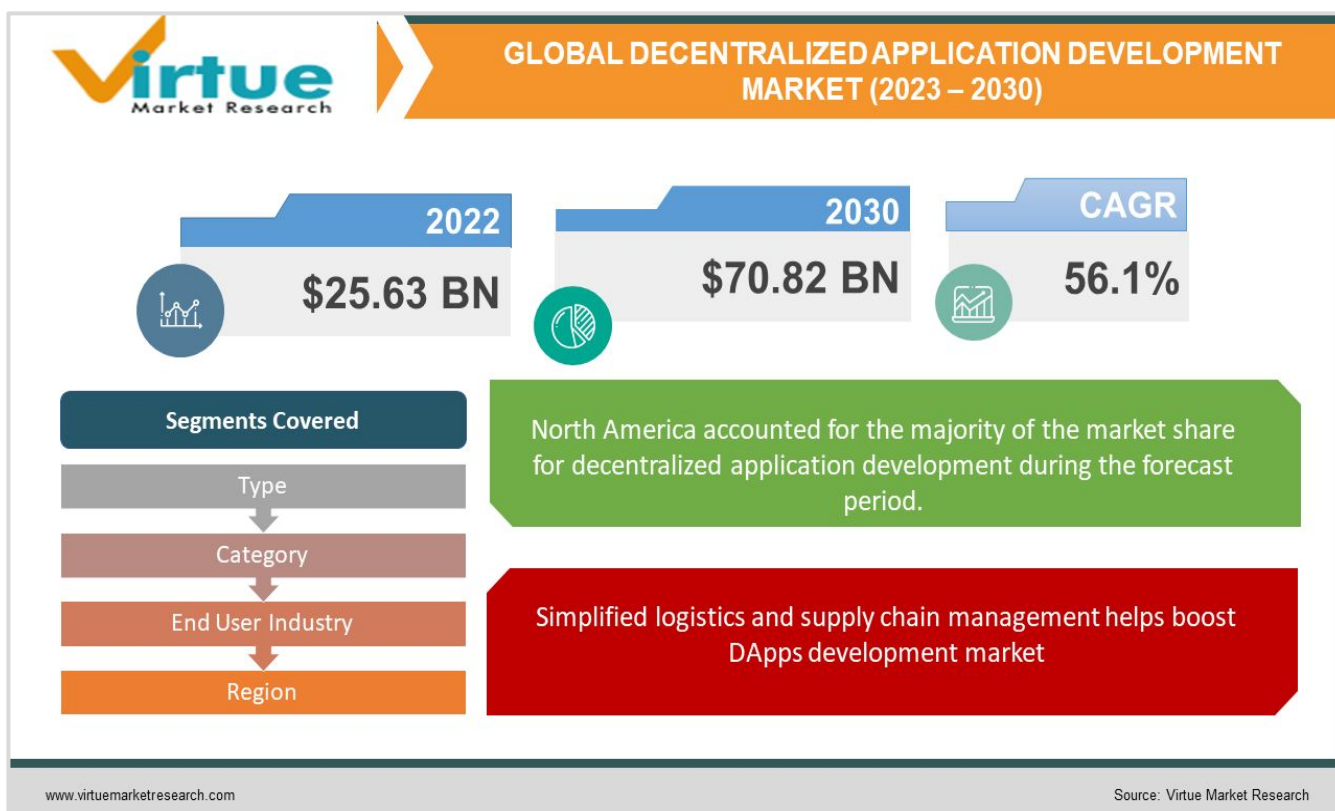 Virtue
Market Research
GLOBAL DECENTRALIZED APPLICATION DEVELOPMENT
MARKET (2023 – 2030)
2022
$25.63 BN
2030
$70.82 BN
CAGR
56.1%
Segments Covered
Type
Category
End User Industry
Region
North America accounted for the majority of the market share
for decentralized application development during the forecast
period.
Simplified logistics and supply chain management helps boost
DApps development market
www.virtuemarketresearch.com
Source: Virtue Market Research